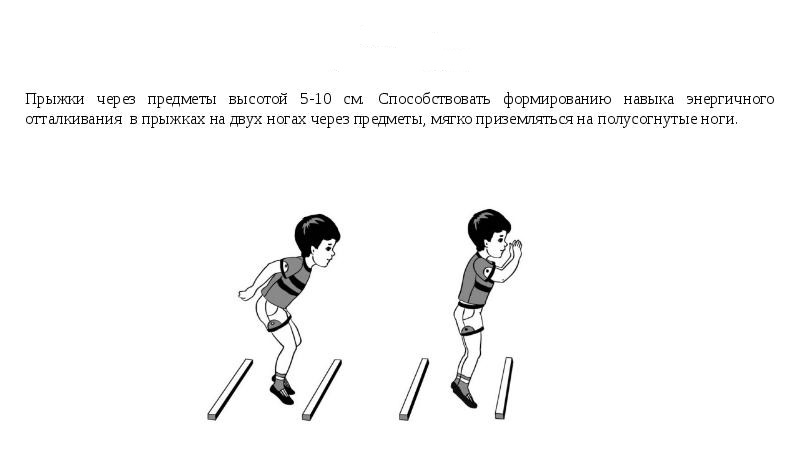 Прыжки через предметы высотой 5-10 см. Способствовать формированию навыка энергичного
отталкивания в прыжках на двух ногах через предметы, мягко приземляться на полусогнутые ноги.